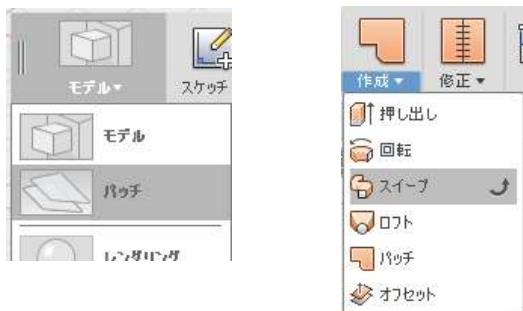 モデル▾
スケッチ
モデル
パッチ
レンダリング
作成 ▾
修正 ▾
押し出し
回転
スイープ
ロフト
パッチ
オフセット